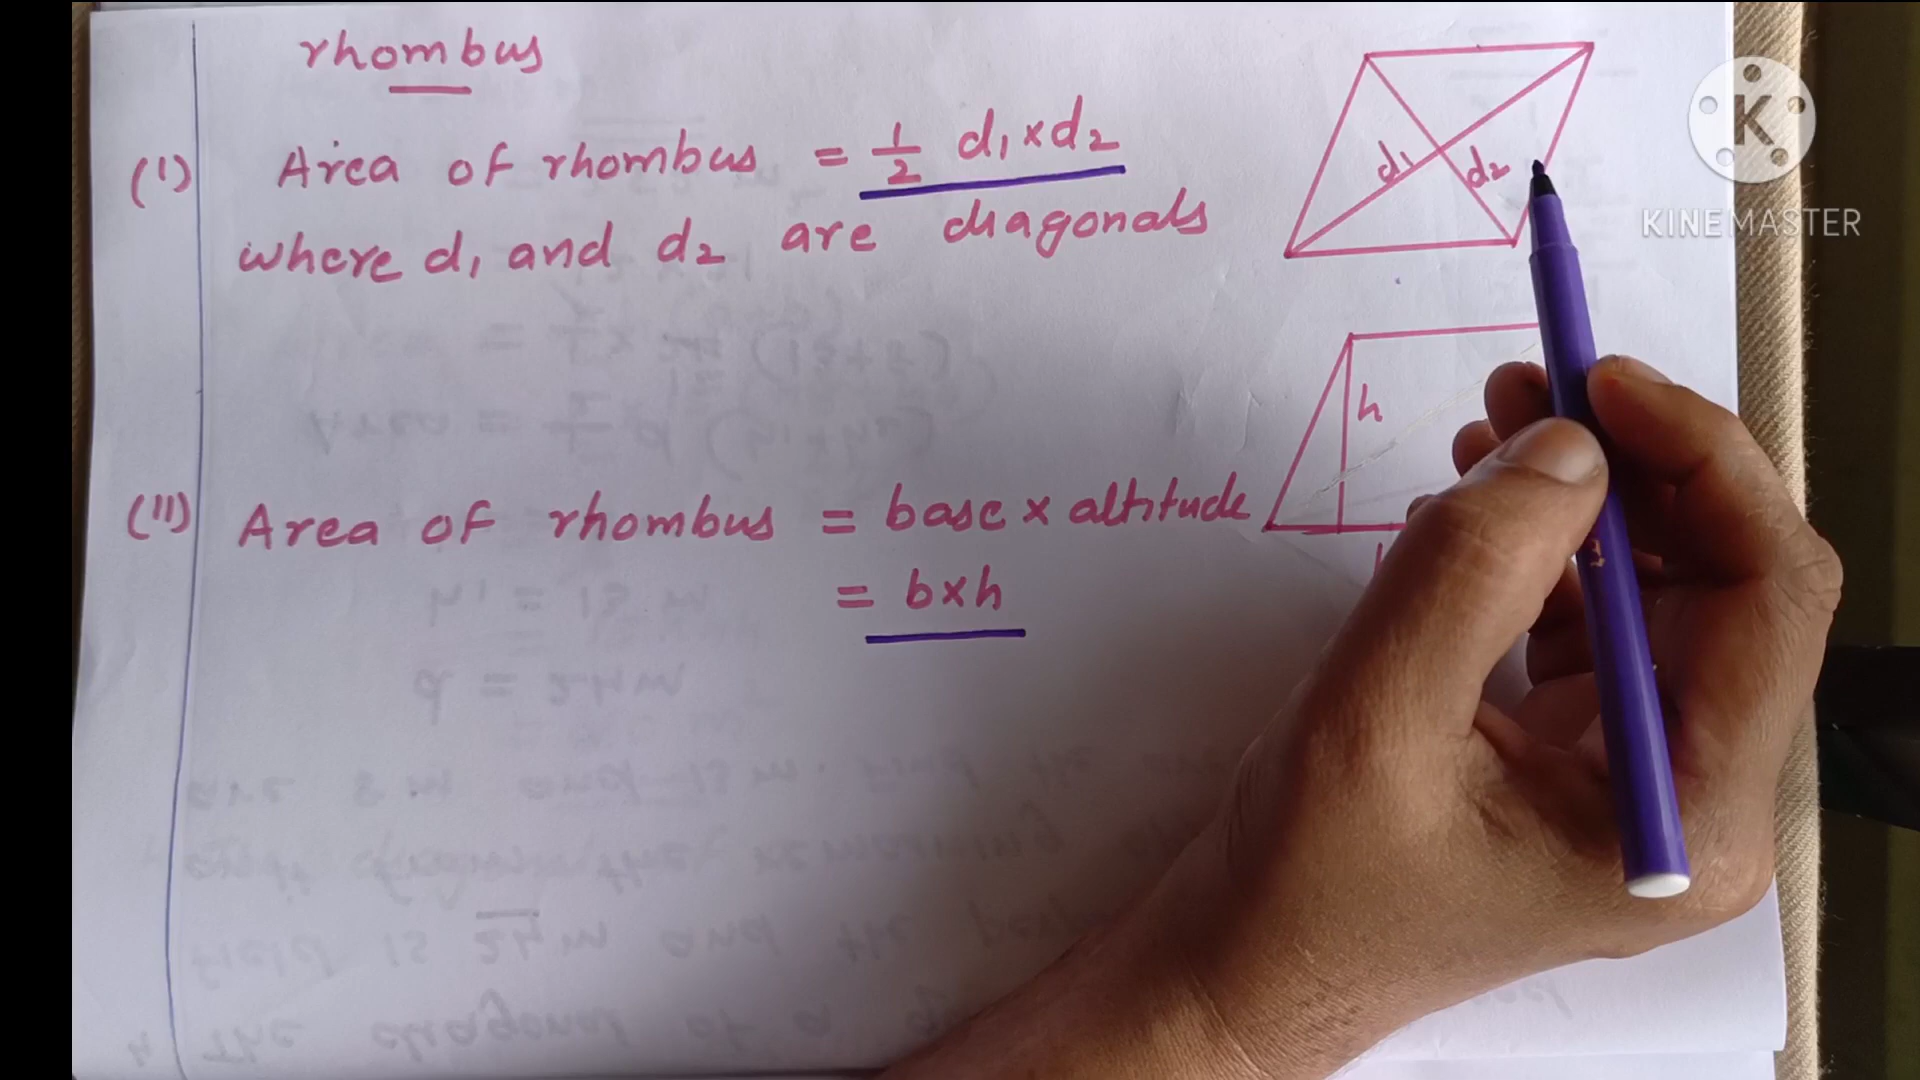 rhombus
(I) Area of rhombus = 1/2 d₁×d₂
where d₁ and d₂ are diagonals
d₁ d₂
K
KINEMASTER
h
(II) Area of rhombus = base × altitude
= b×h